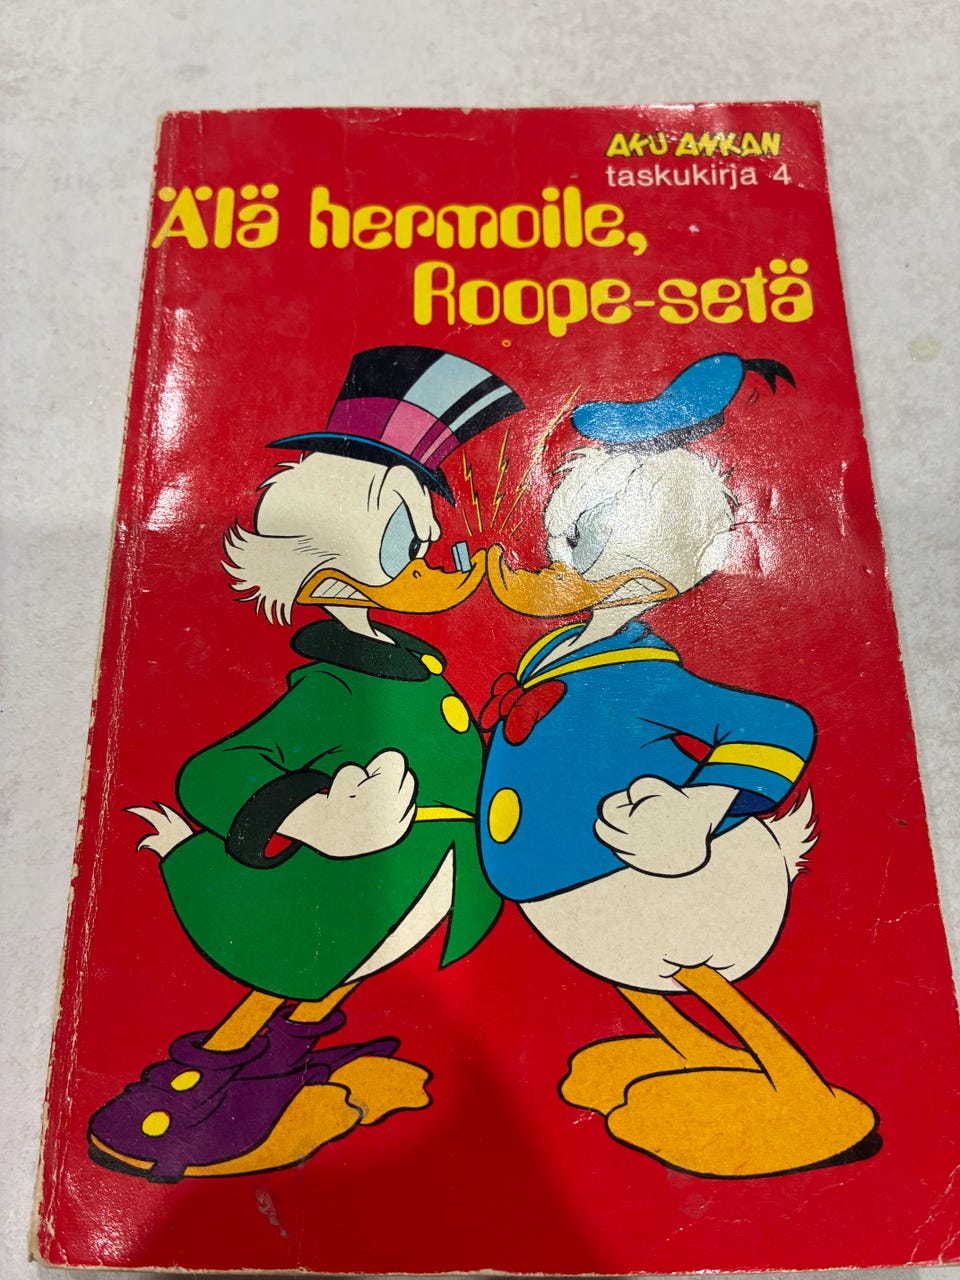 AKU ANKAN
taskukirja 4
Älä hermoile,
Roope-setä